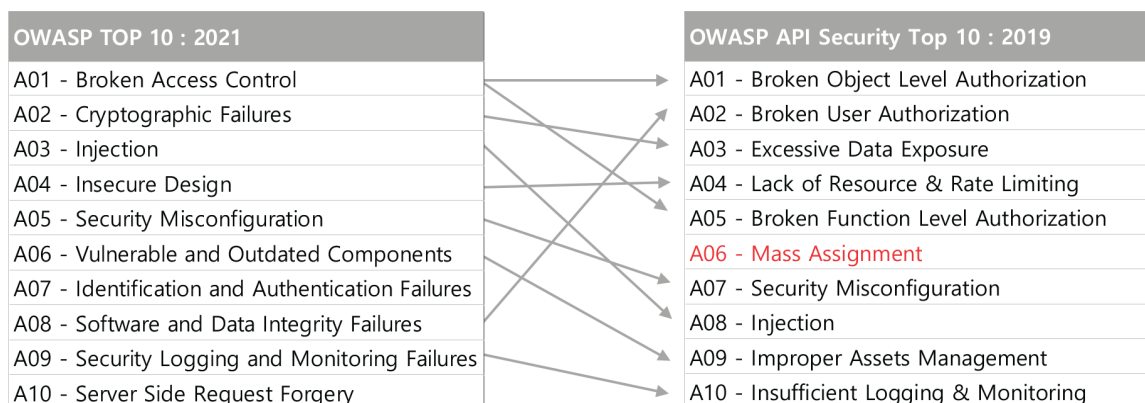 OWASP TOP 10 : 2021
A01 - Broken Access Control
A02 - Cryptographic Failures
A03 - Injection
A04 - Insecure Design
A05 - Security Misconfiguration
A06 - Vulnerable and Outdated Components
A07 - Identification and Authentication Failures
A08 - Software and Data Integrity Failures
A09 - Security Logging and Monitoring Failures
A10 - Server Side Request Forgery
OWASP API Security Top 10 : 2019
A01 - Broken Object Level Authorization
A02 - Broken User Authorization
A03 - Excessive Data Exposure
A04 - Lack of Resource & Rate Limiting
A05 - Broken Function Level Authorization
A06 - Mass Assignment
A07 - Security Misconfiguration
A08 - Injection
A09 - Improper Assets Management
A10 - Insufficient Logging & Monitoring